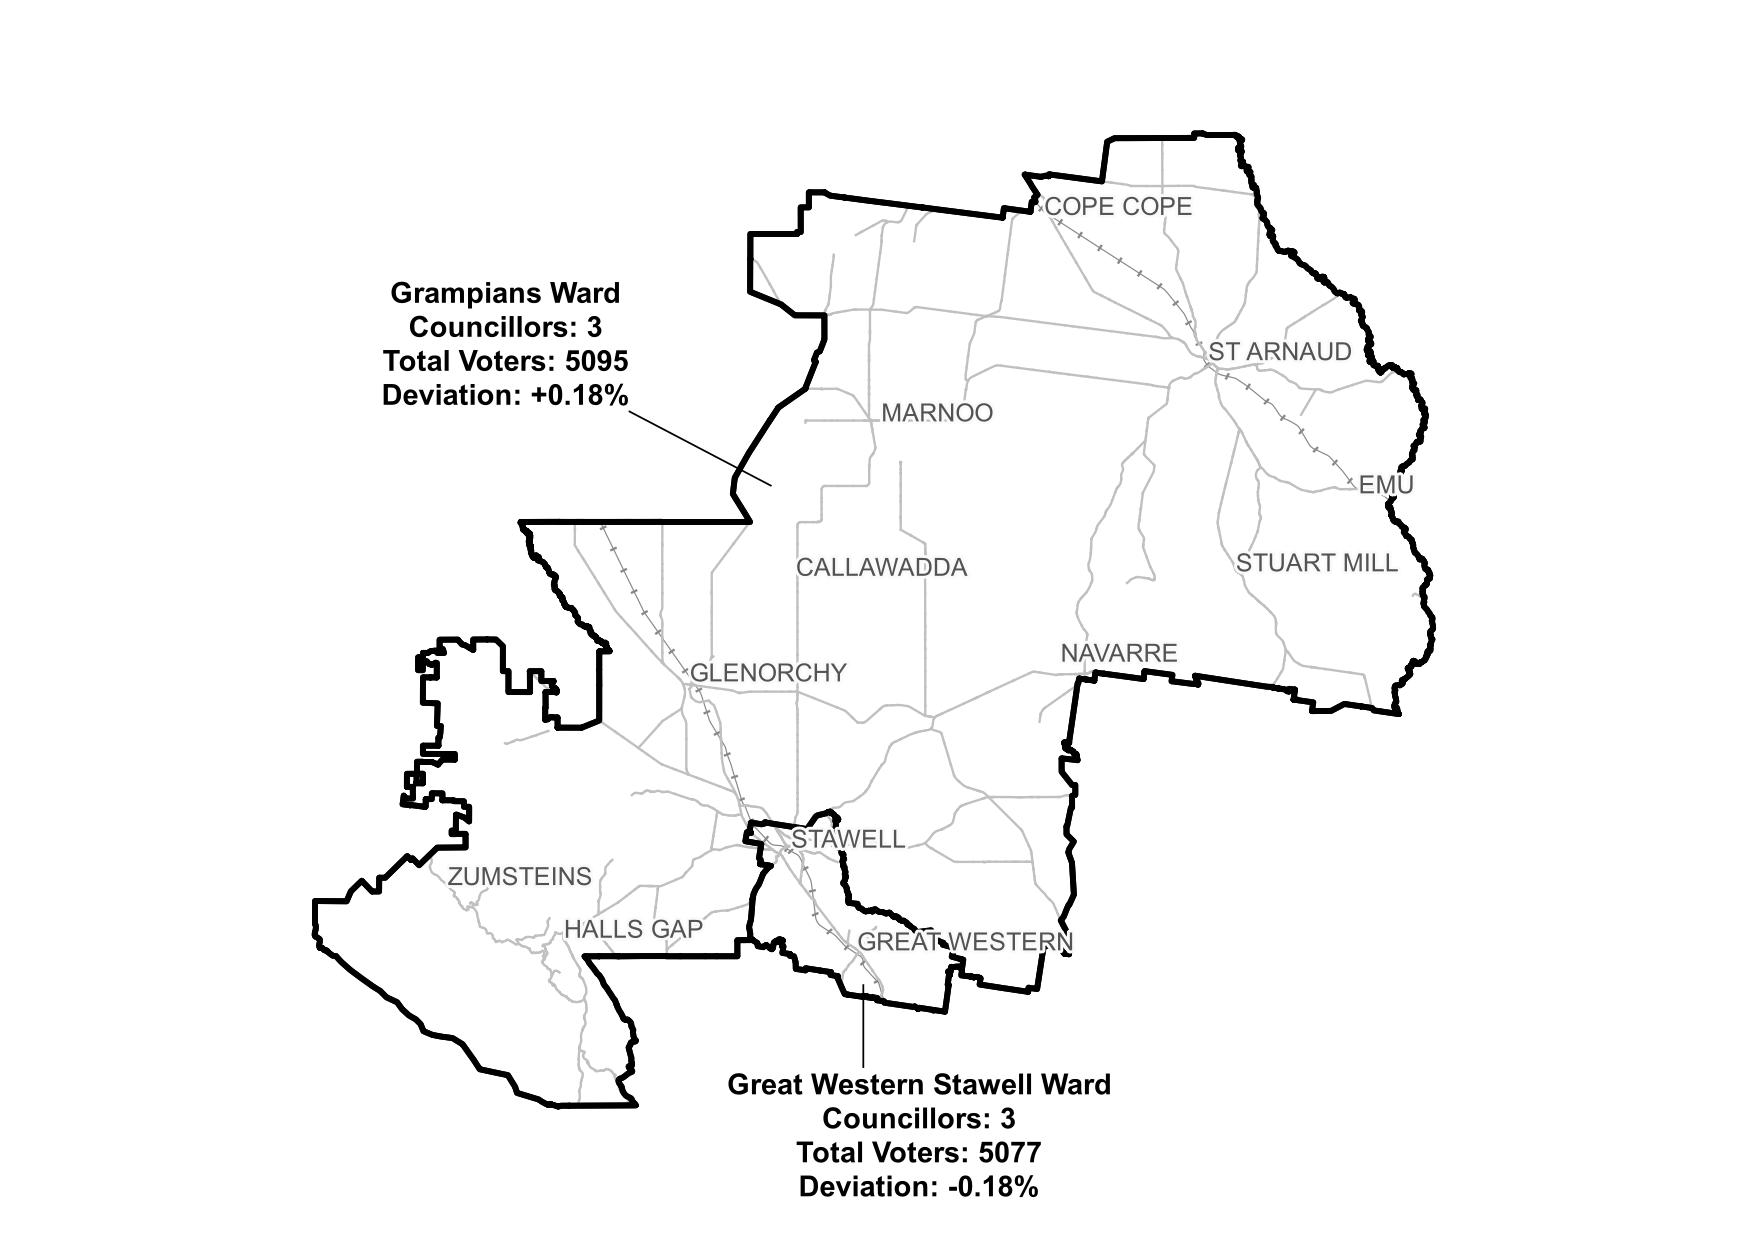 COPE COPE
Grampians Ward
Councillors: 3
Total Voters: 5095
Deviation: +0.18%
ST ARNAUD
MARNOO
EMU
CALLAWADDA
STUART MILL
NAVARRE
GLENORCHY
STAWELL
ZUMSTEINS
HALLS GAP
GREAT WESTERN
Great Western Stawell Ward
Councillors: 3
Total Voters: 5077
Deviation: -0.18%